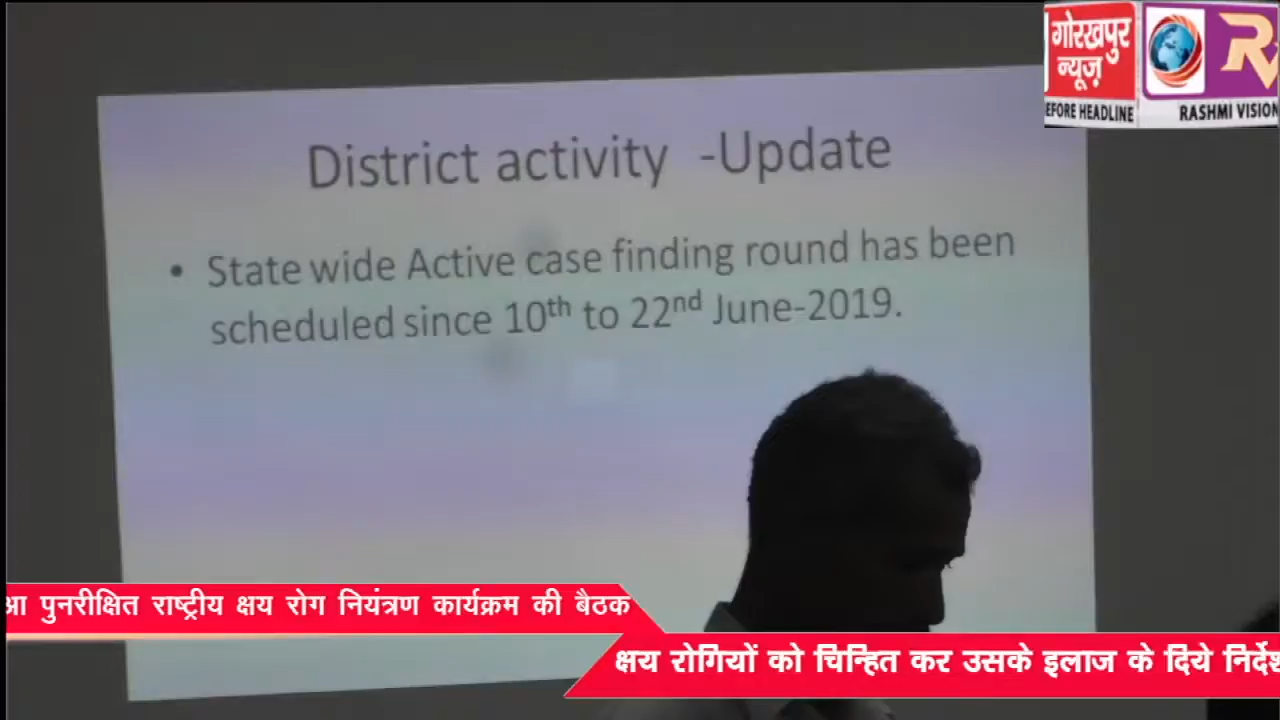 गोरखपुर
न्यूज़
EFORE HEADLINE
RASHMI VISION
District activity -Update
• State wide Active case finding round has been
scheduled since 10th to 22nd June-2019.
आ पुनरीक्षित राष्ट्रीय क्षय रोग नियंत्रण कार्यक्रम की बैठक
क्षय रोगियों को चिन्हित कर उसके इलाज के दिये निर्देश